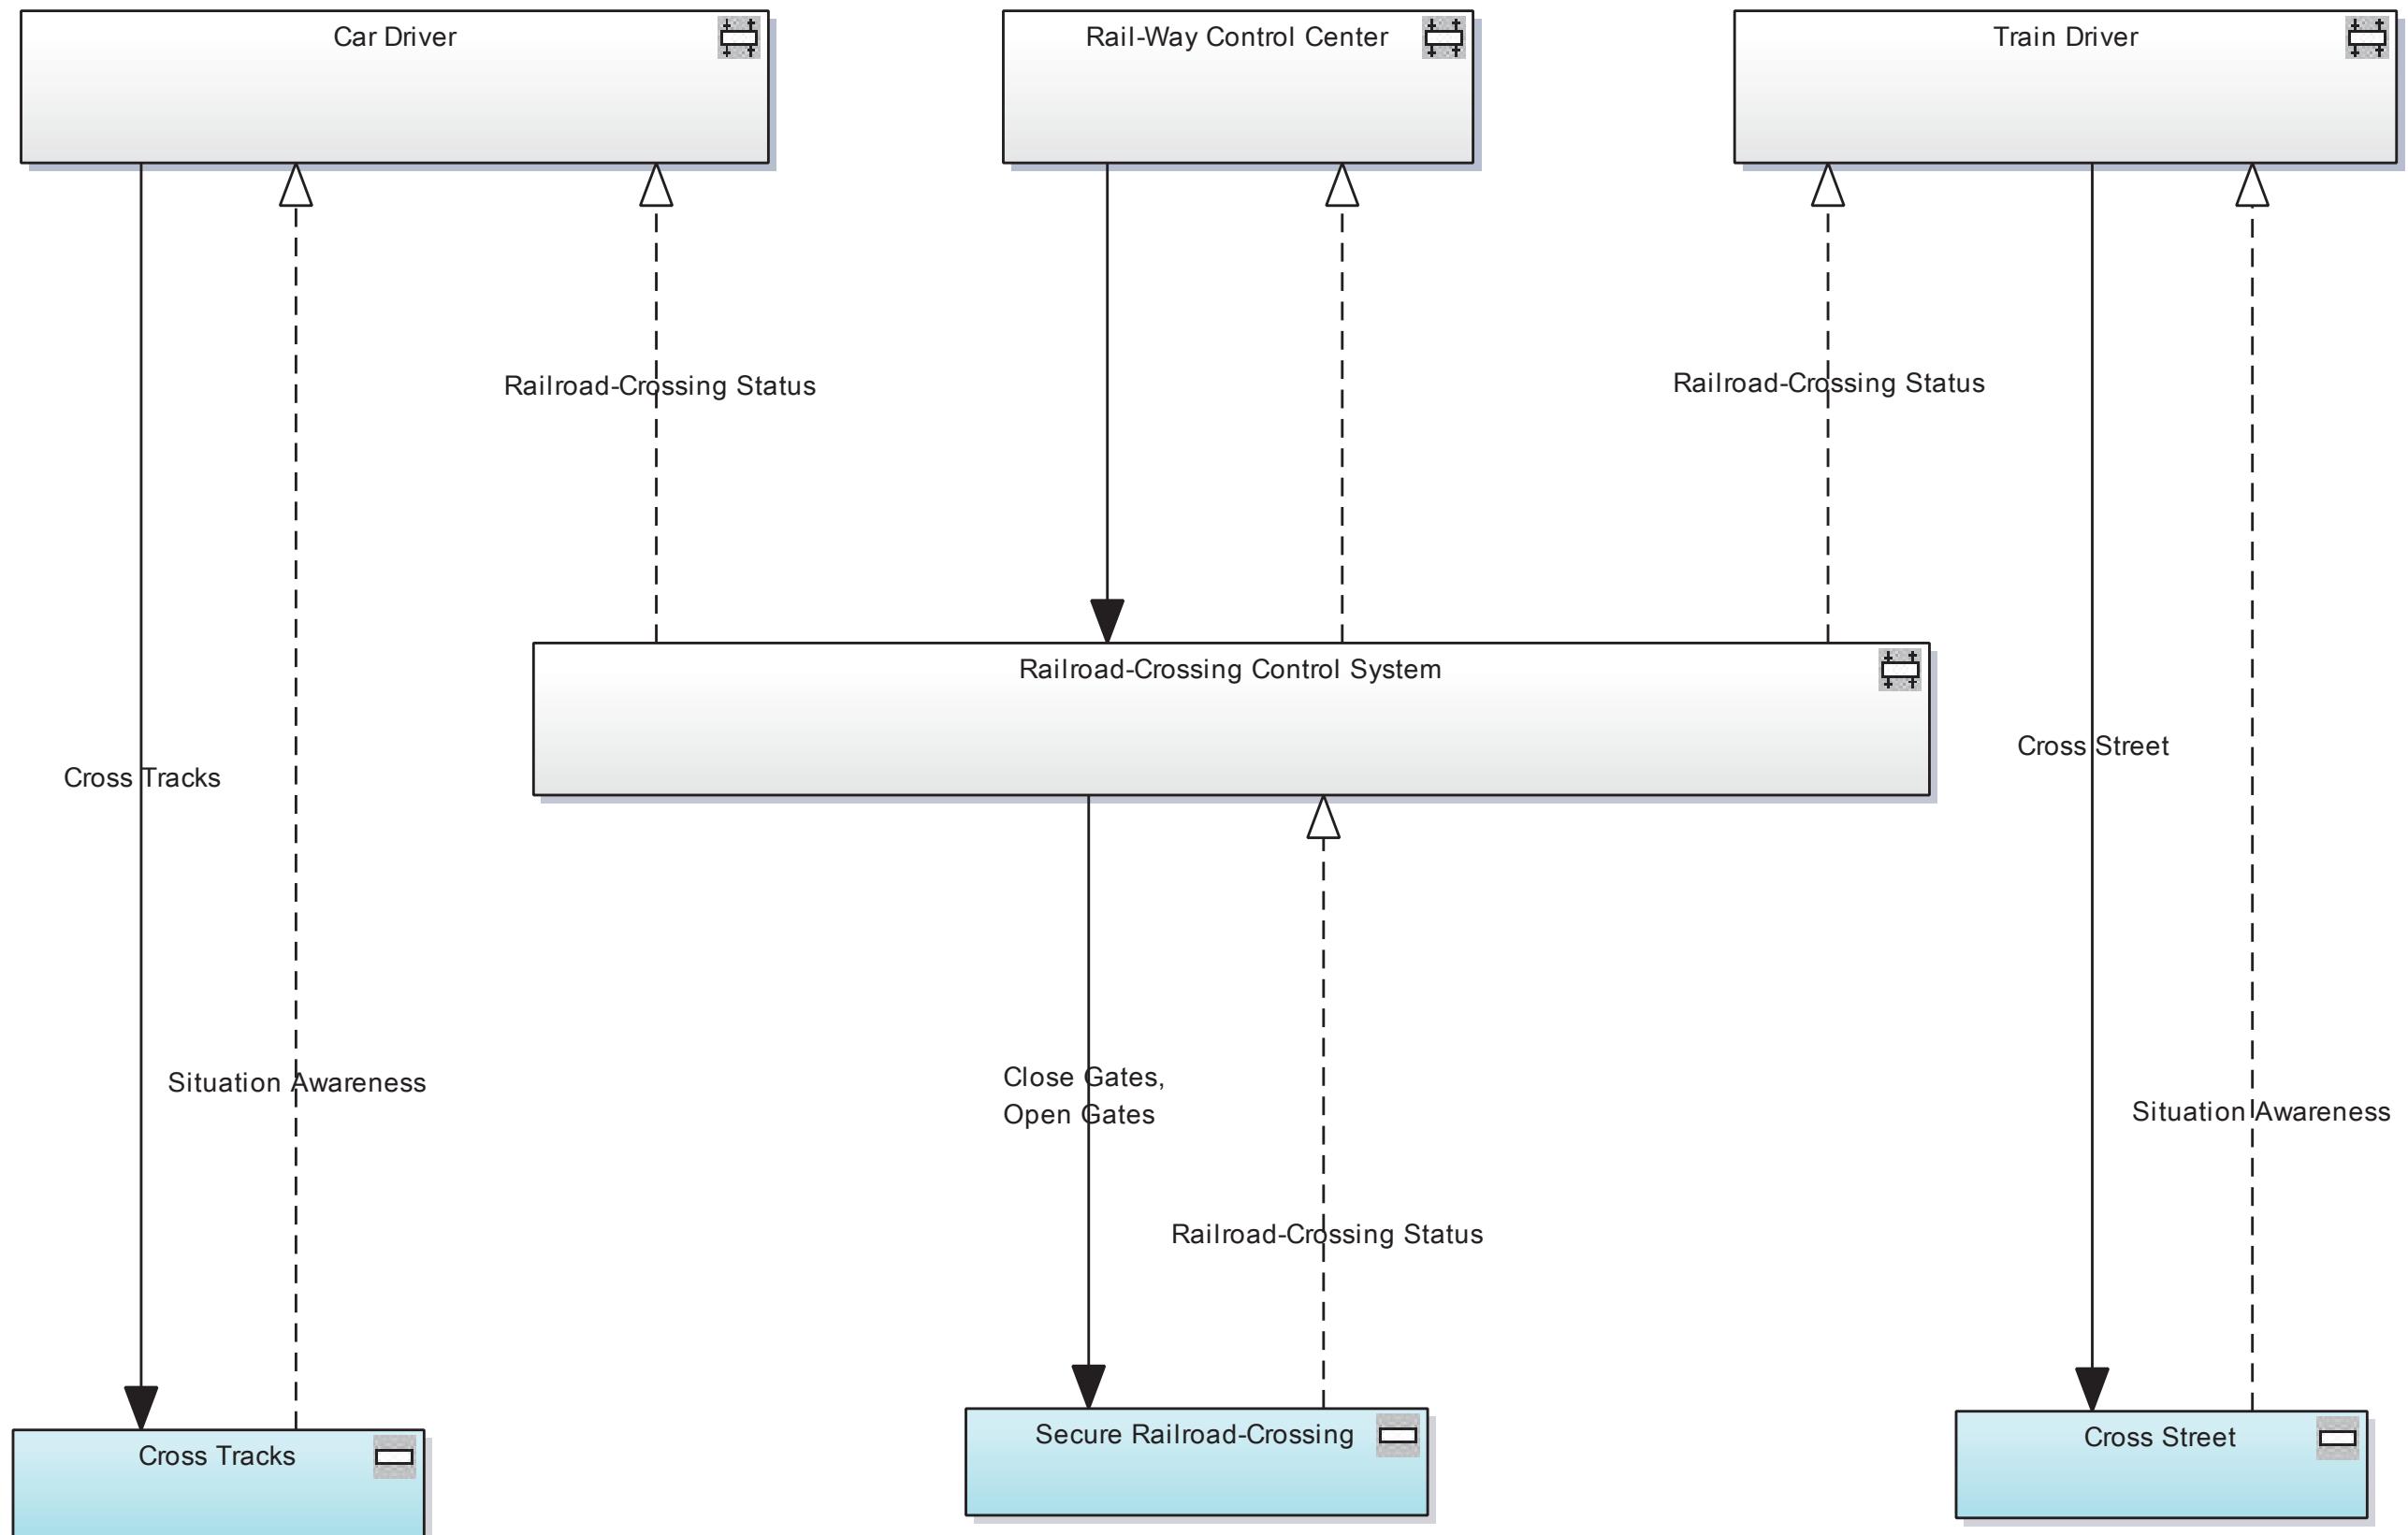 Car Driver
Rail-Way Control Center
Train Driver
Railroad-Crossing Status
Railroad-Crossing Status
Railroad-Crossing Control System
Cross Tracks
Cross Street
Situation Awareness
Close Gates,
Open Gates
Situation Awareness
Railroad-Crossing Status
Cross Tracks
Secure Railroad-Crossing
Cross Street